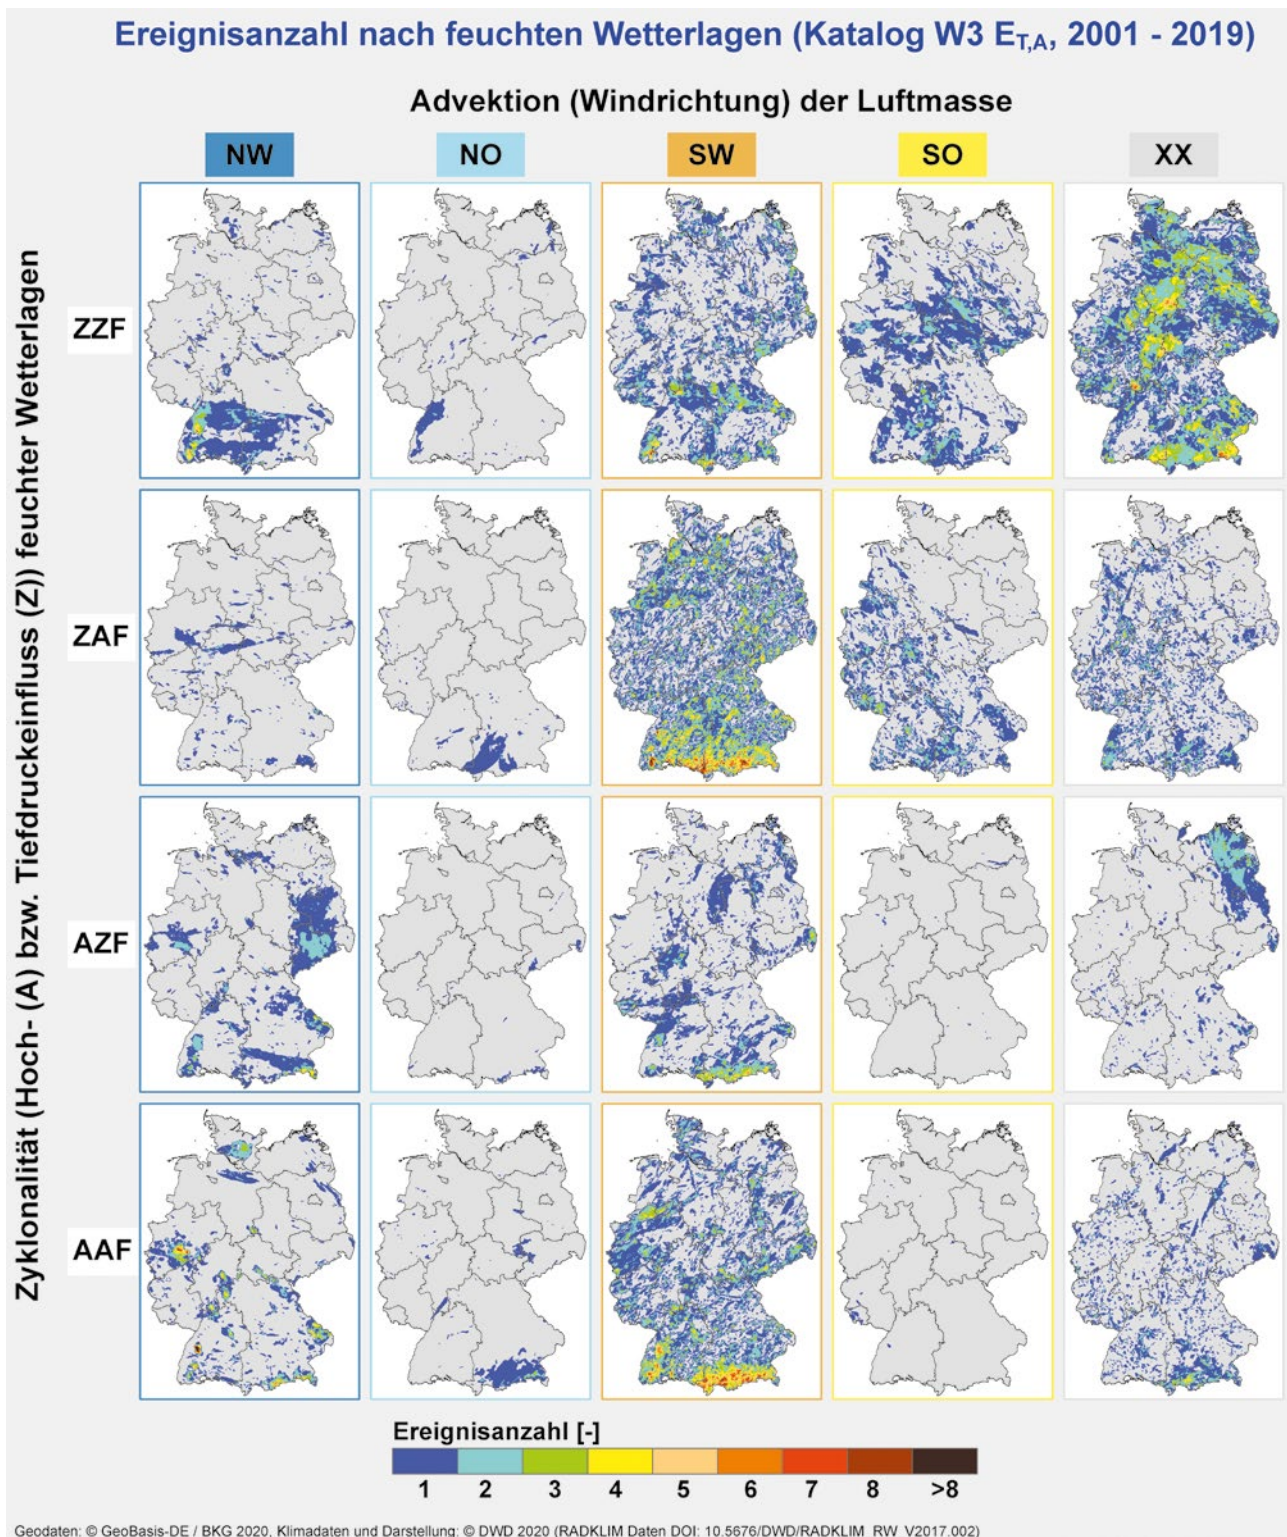 Ereignisanzahl nach feuchten Wetterlagen (Katalog W3 E_T,A, 2001 - 2019)
Advektion (Windrichtung) der Luftmasse
NW NO SW SO XX
Zyklonalität (Hoch- (A) bzw. Tiefdruckeinfluss (Z)) feuchter Wetterlagen
ZZF
ZAF
AZF
AAF
Ereignisanzahl [-]
1 2 3 4 5 6 7 8 >8
Geodaten: © GeoBasis-DE / BKG 2020, Klimadaten und Darstellung: © DWD 2020 (RADKLIM Daten DOI: 10.5676/DWD/RADKLIM_RW_V2017.002)